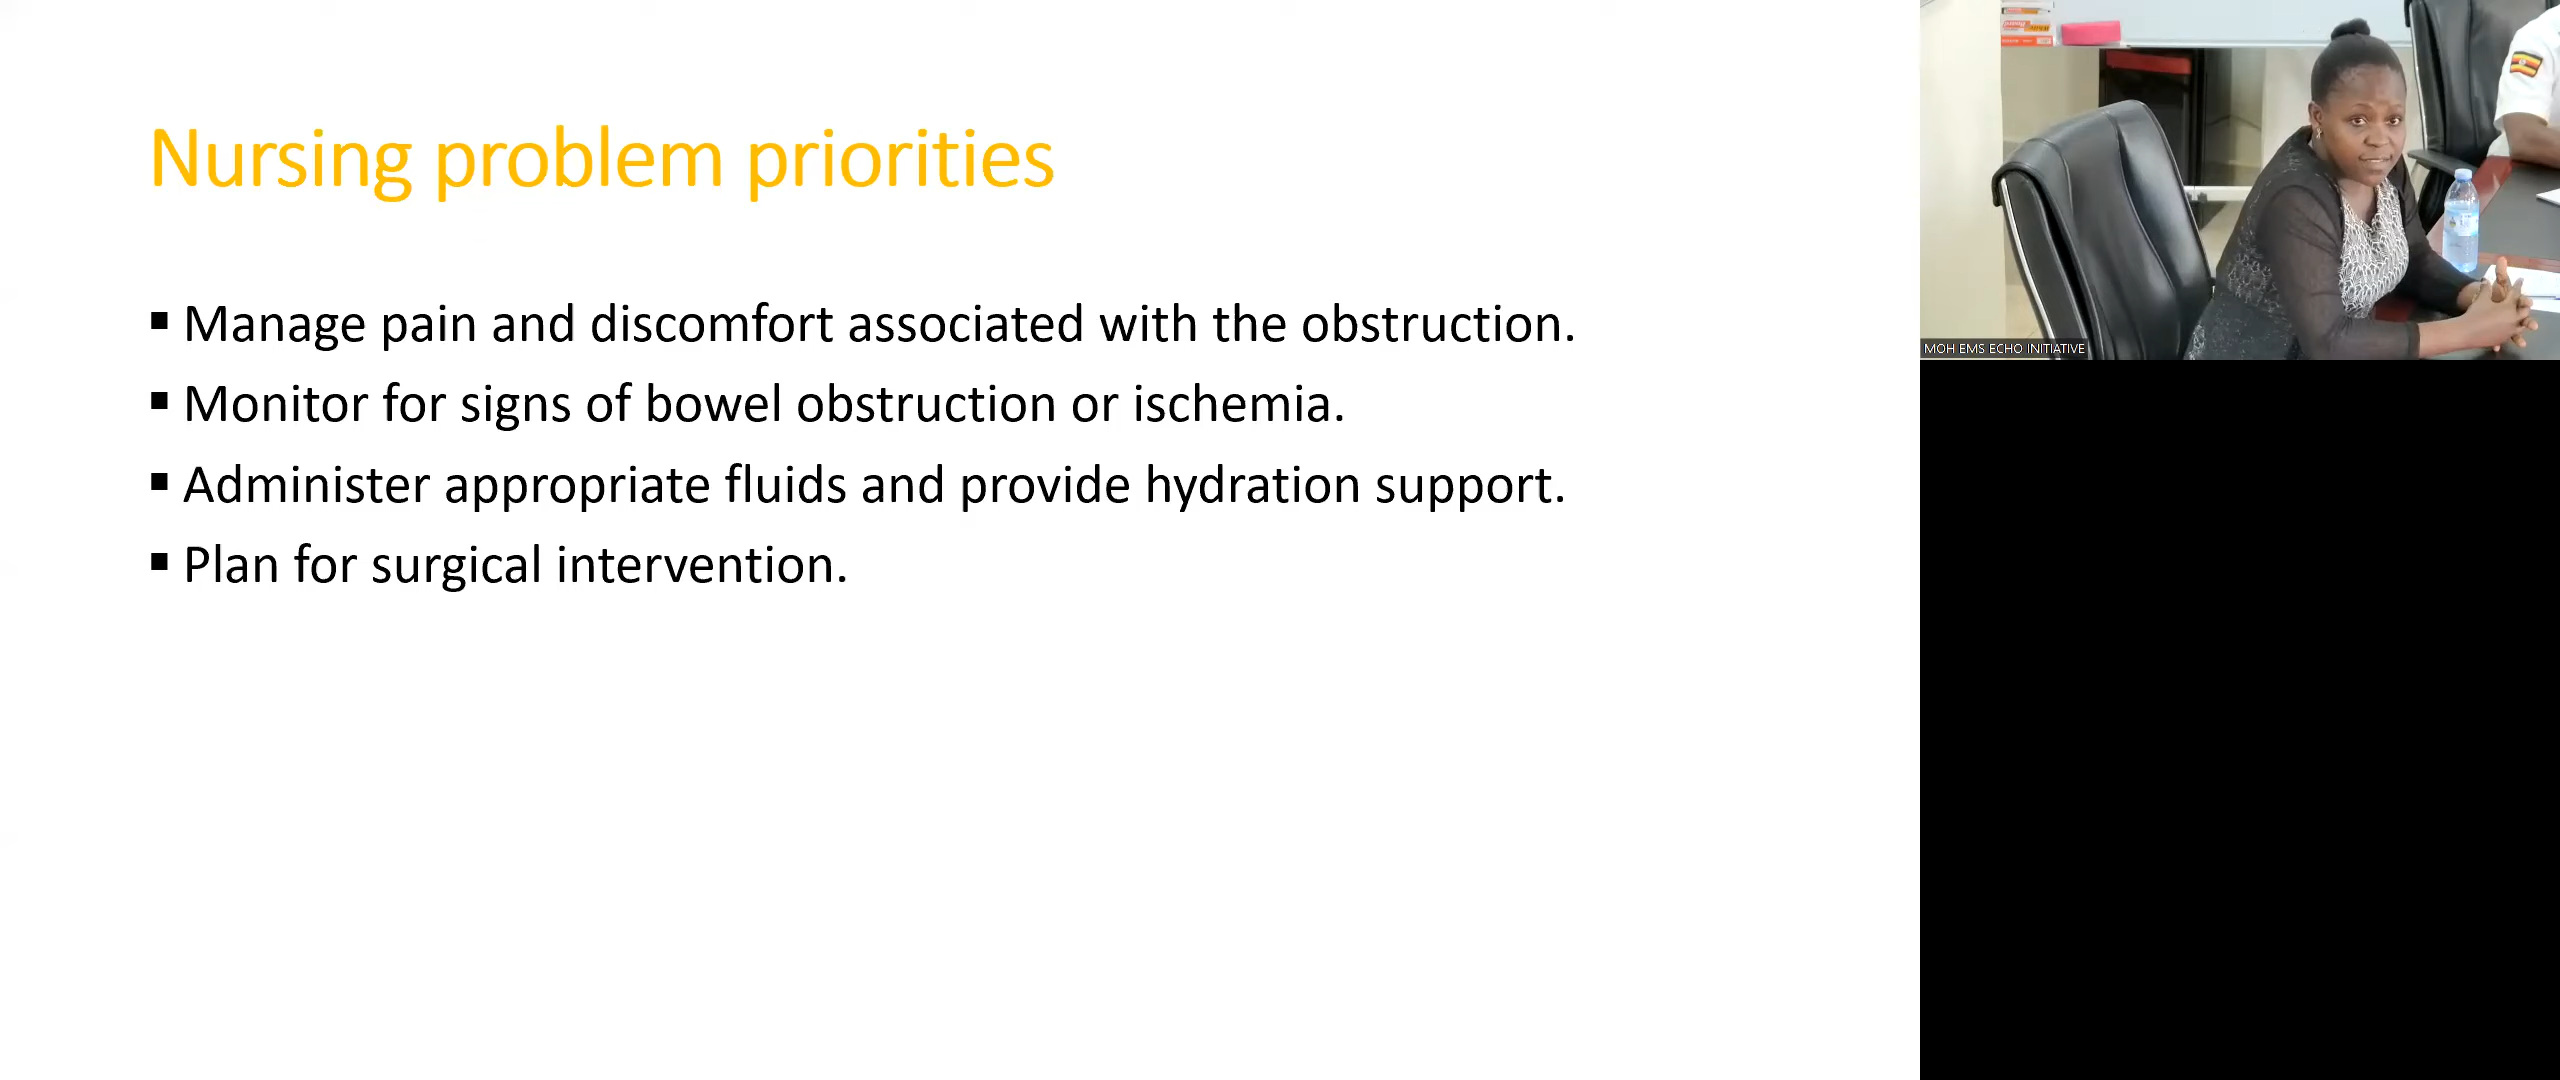 Nursing problem priorities
▪ Manage pain and discomfort associated with the obstruction.
▪ Monitor for signs of bowel obstruction or ischemia.
▪ Administer appropriate fluids and provide hydration support.
▪ Plan for surgical intervention.
MOH EMS ECHO INITIATIVE